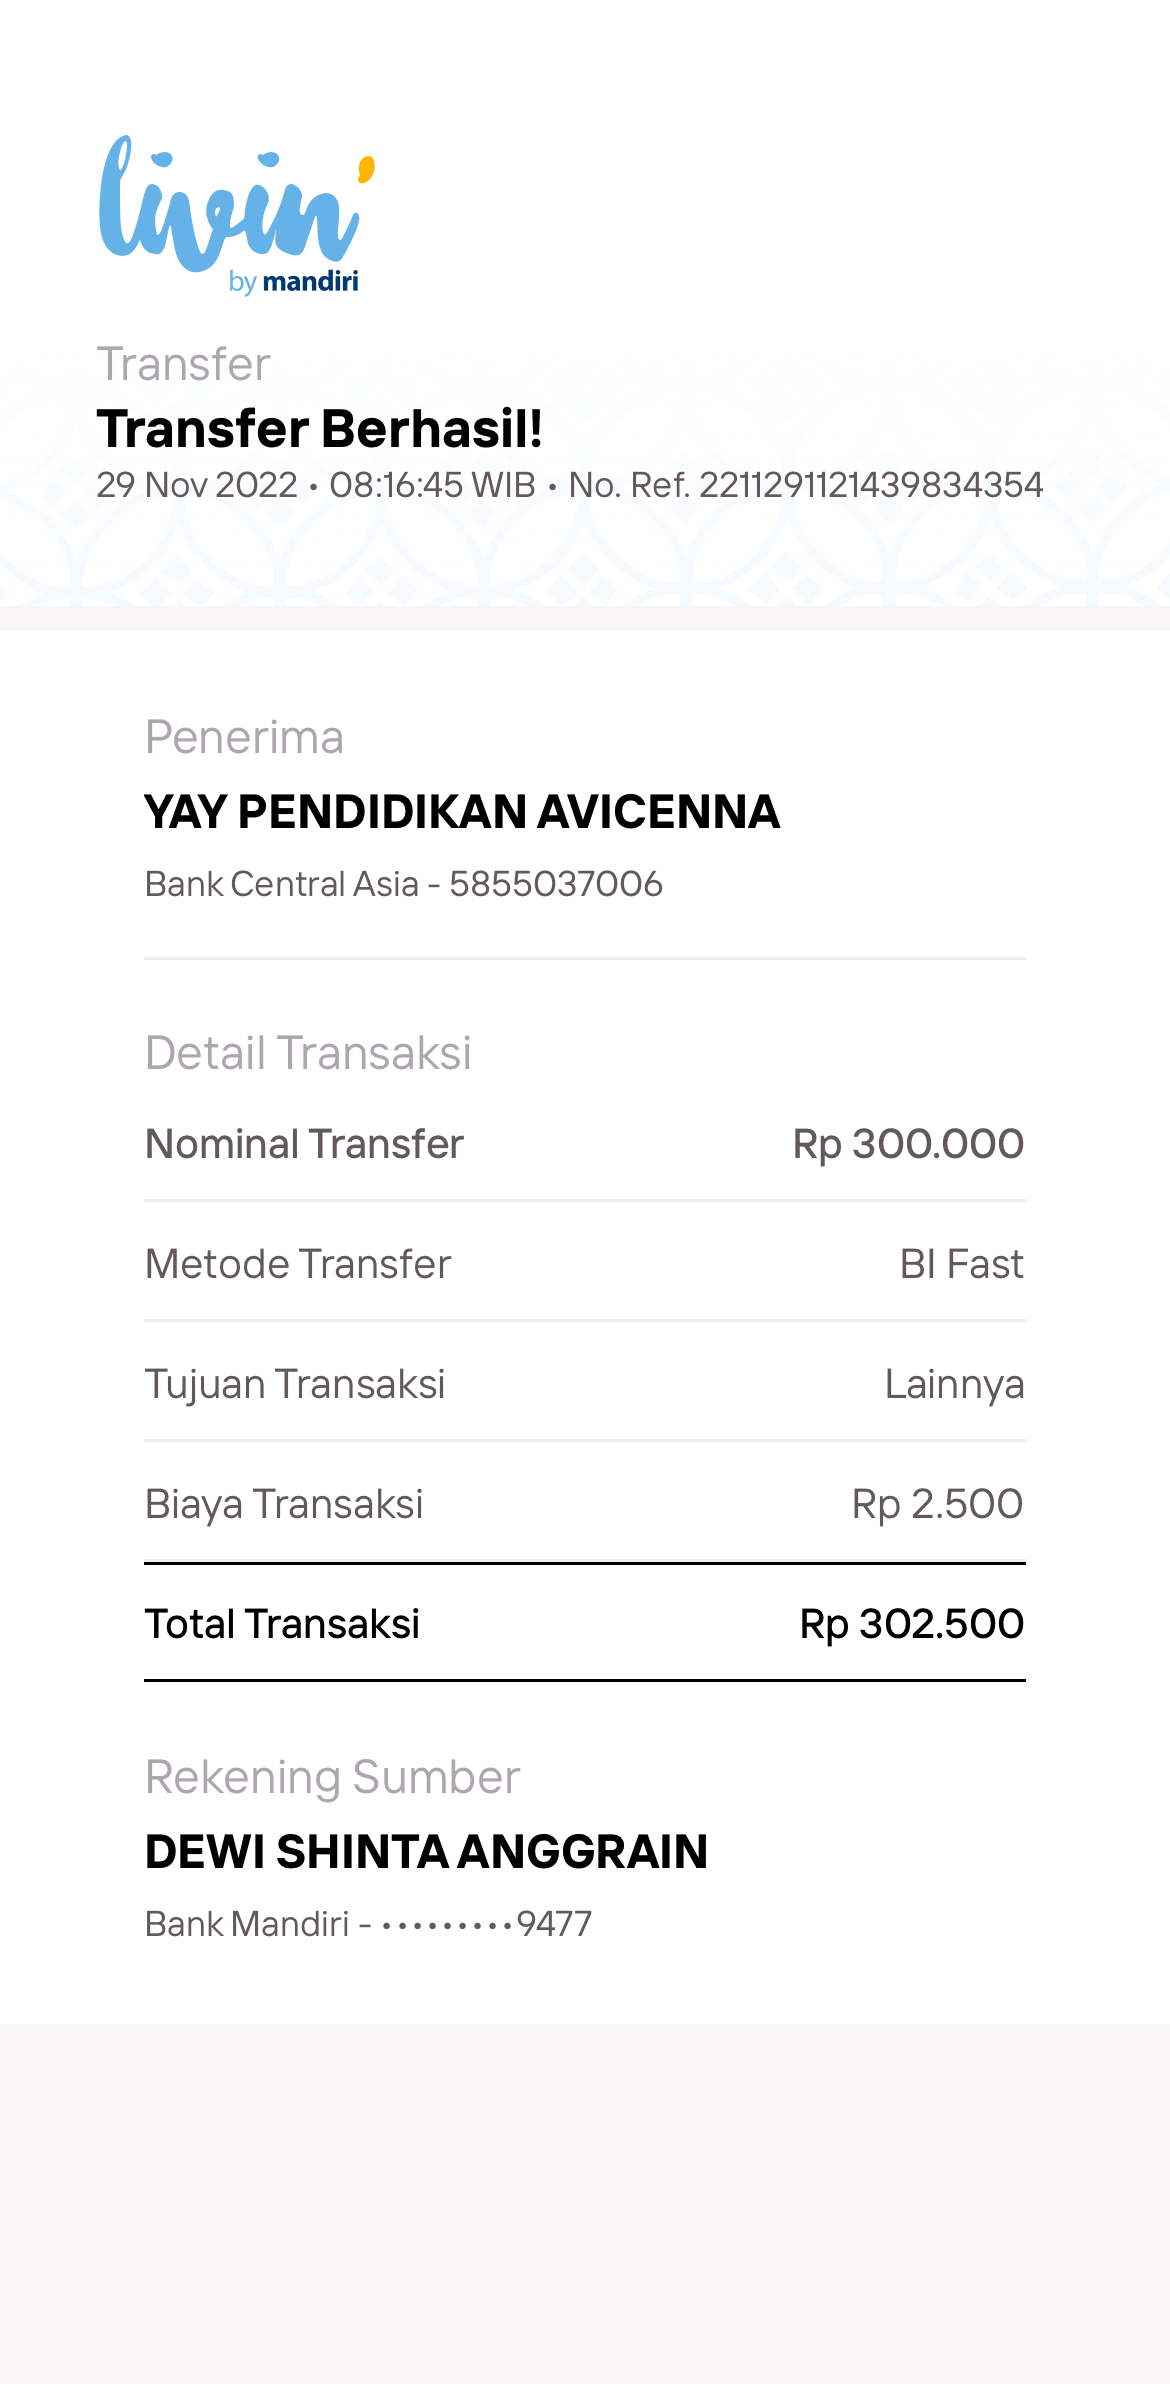 livin'
by mandiri
Transfer
Transfer Berhasil!
29 Nov 2022 • 08:16:45 WIB • No. Ref. 2211291121439834354
Penerima
YAY PENDIDIKAN AVICENNA
Bank Central Asia - 5855037006
Detail Transaksi
Nominal Transfer Rp 300.000
Metode Transfer BI Fast
Tujuan Transaksi Lainnya
Biaya Transaksi Rp 2.500
Total Transaksi Rp 302.500
Rekening Sumber
DEWI SHINTA ANGGRAIN
Bank Mandiri - •••••••••9477